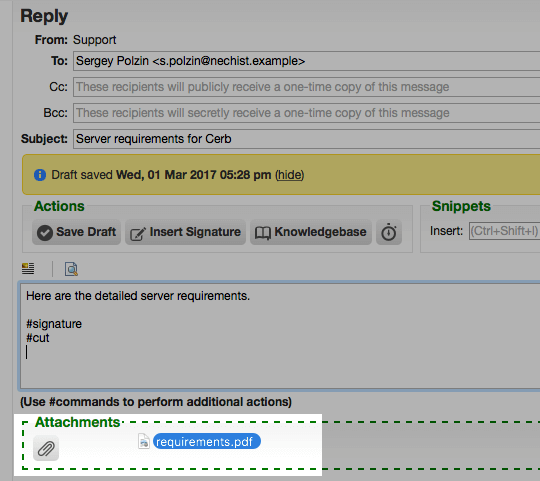 Reply
From: Support
To: Sergey Polzin <s.polzin@nechist.example>
Cc: These recipients will publicly receive a one-time copy of this message
Bcc: These recipients will secretly receive a one-time copy of this message
Subject: Server requirements for Cerb
Draft saved Wed, 01 Mar 2017 05:28 pm (hide)
Actions
Save Draft Insert Signature Knowledgebase
Snippets
Insert: (Ctrl+Shift+I)
Here are the detailed server requirements.
#signature
#cut
(Use #commands to perform additional actions)
Attachments
requirements.pdf